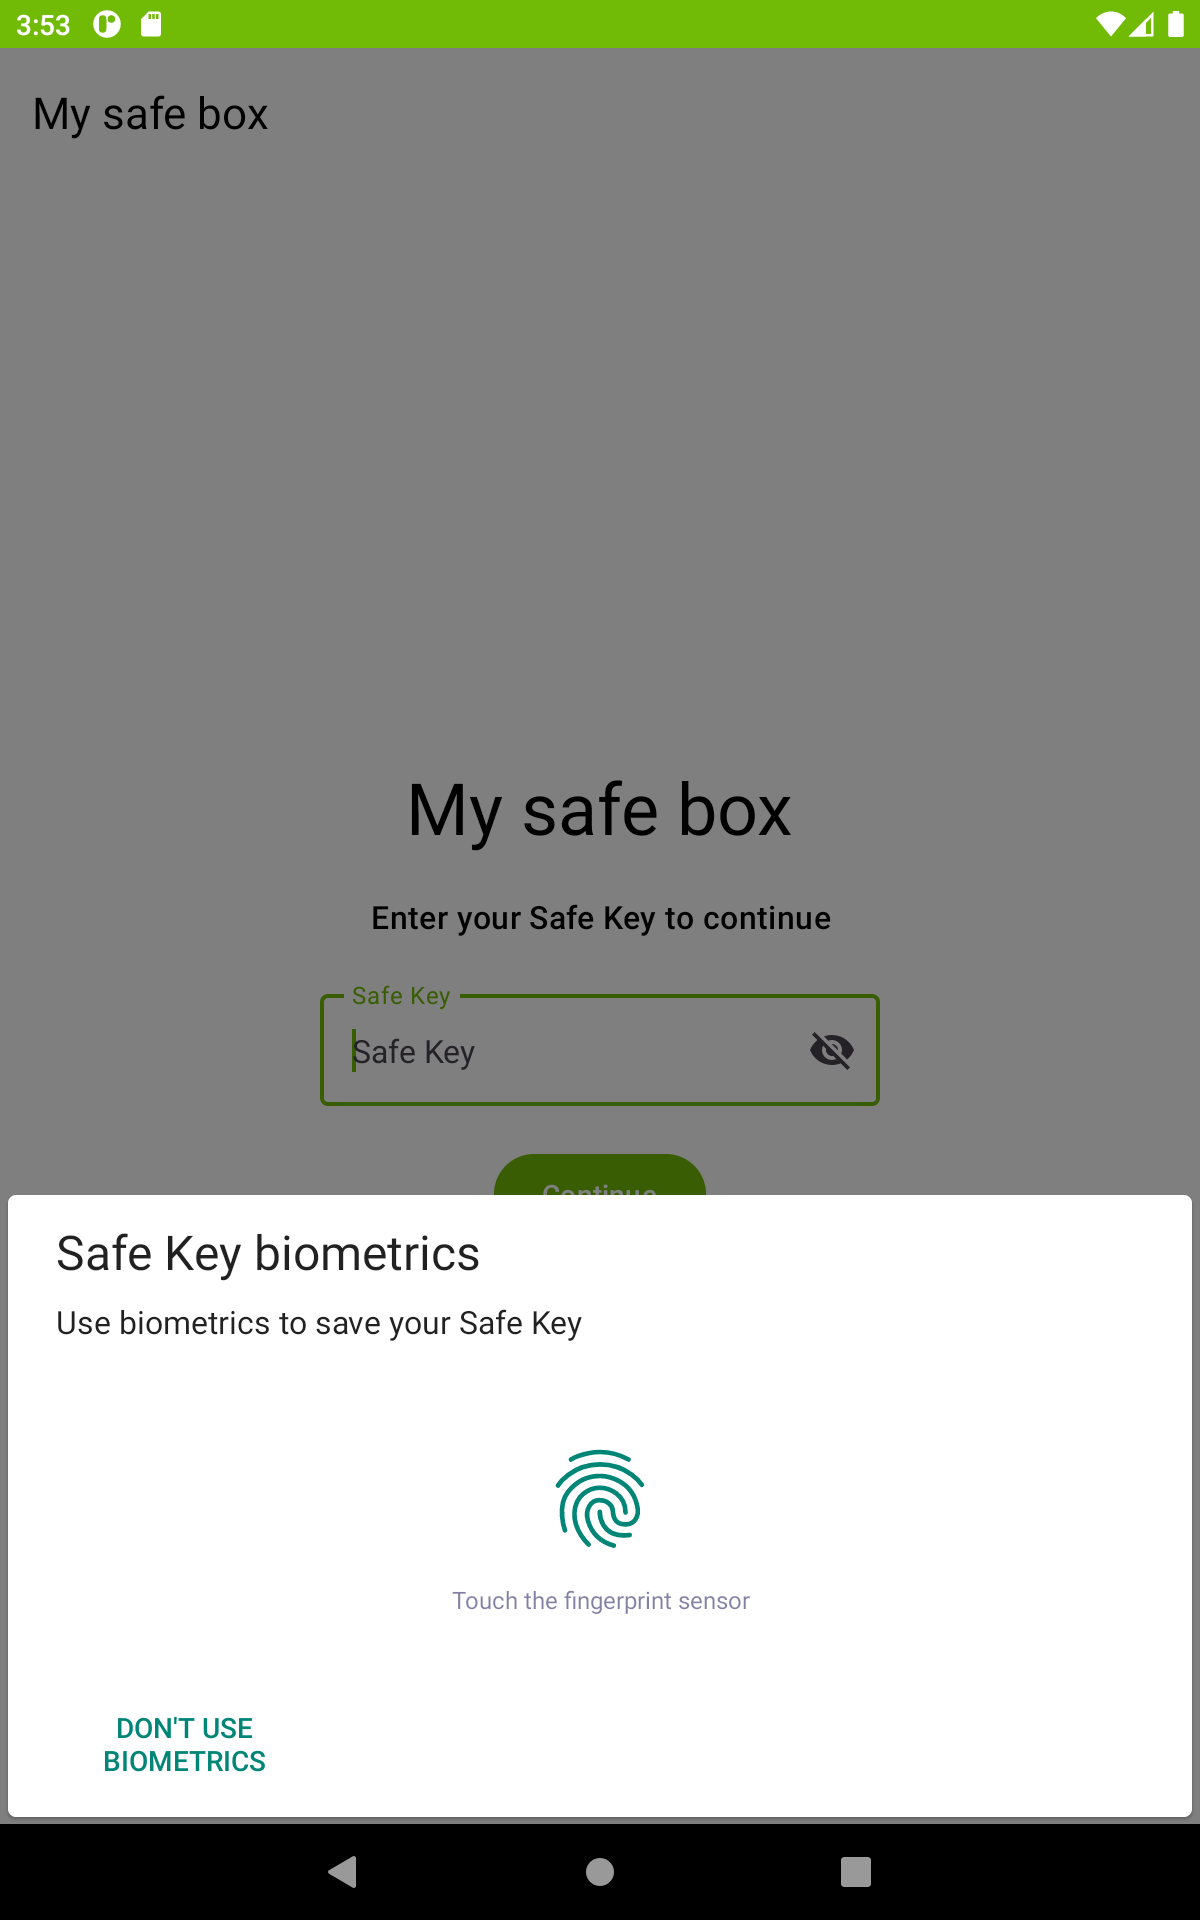 3:53
My safe box
My safe box
Enter your Safe Key to continue
Safe Key
Safe Key
Continue
Safe Key biometrics
Use biometrics to save your Safe Key
Touch the fingerprint sensor
DON'T USE
BIOMETRICS